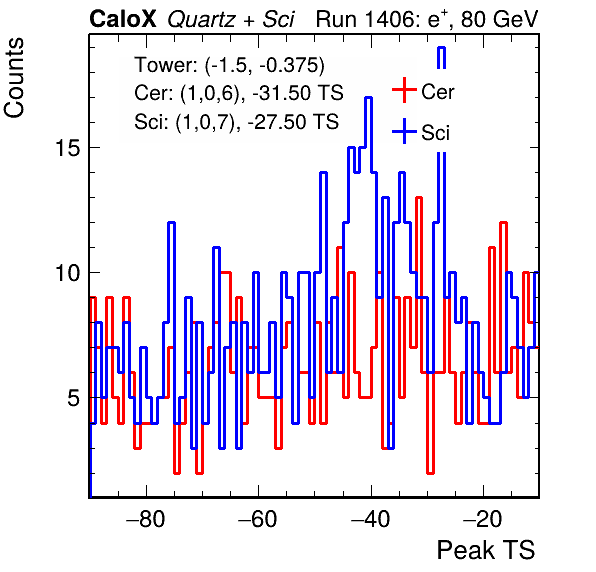 CaloX Quartz + Sci Run 1406: e⁺, 80 GeV
Counts
Tower: (-1.5, -0.375)
Cer: (1,0,6), -31.50 TS
Sci: (1,0,7), -27.50 TS
Cer
Sci
15
10
5
−80 −60 −40 −20
Peak TS